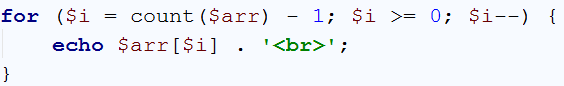 for ($i = count($arr) - 1; $i >= 0; $i--) {
    echo $arr[$i] . '<br>';
}